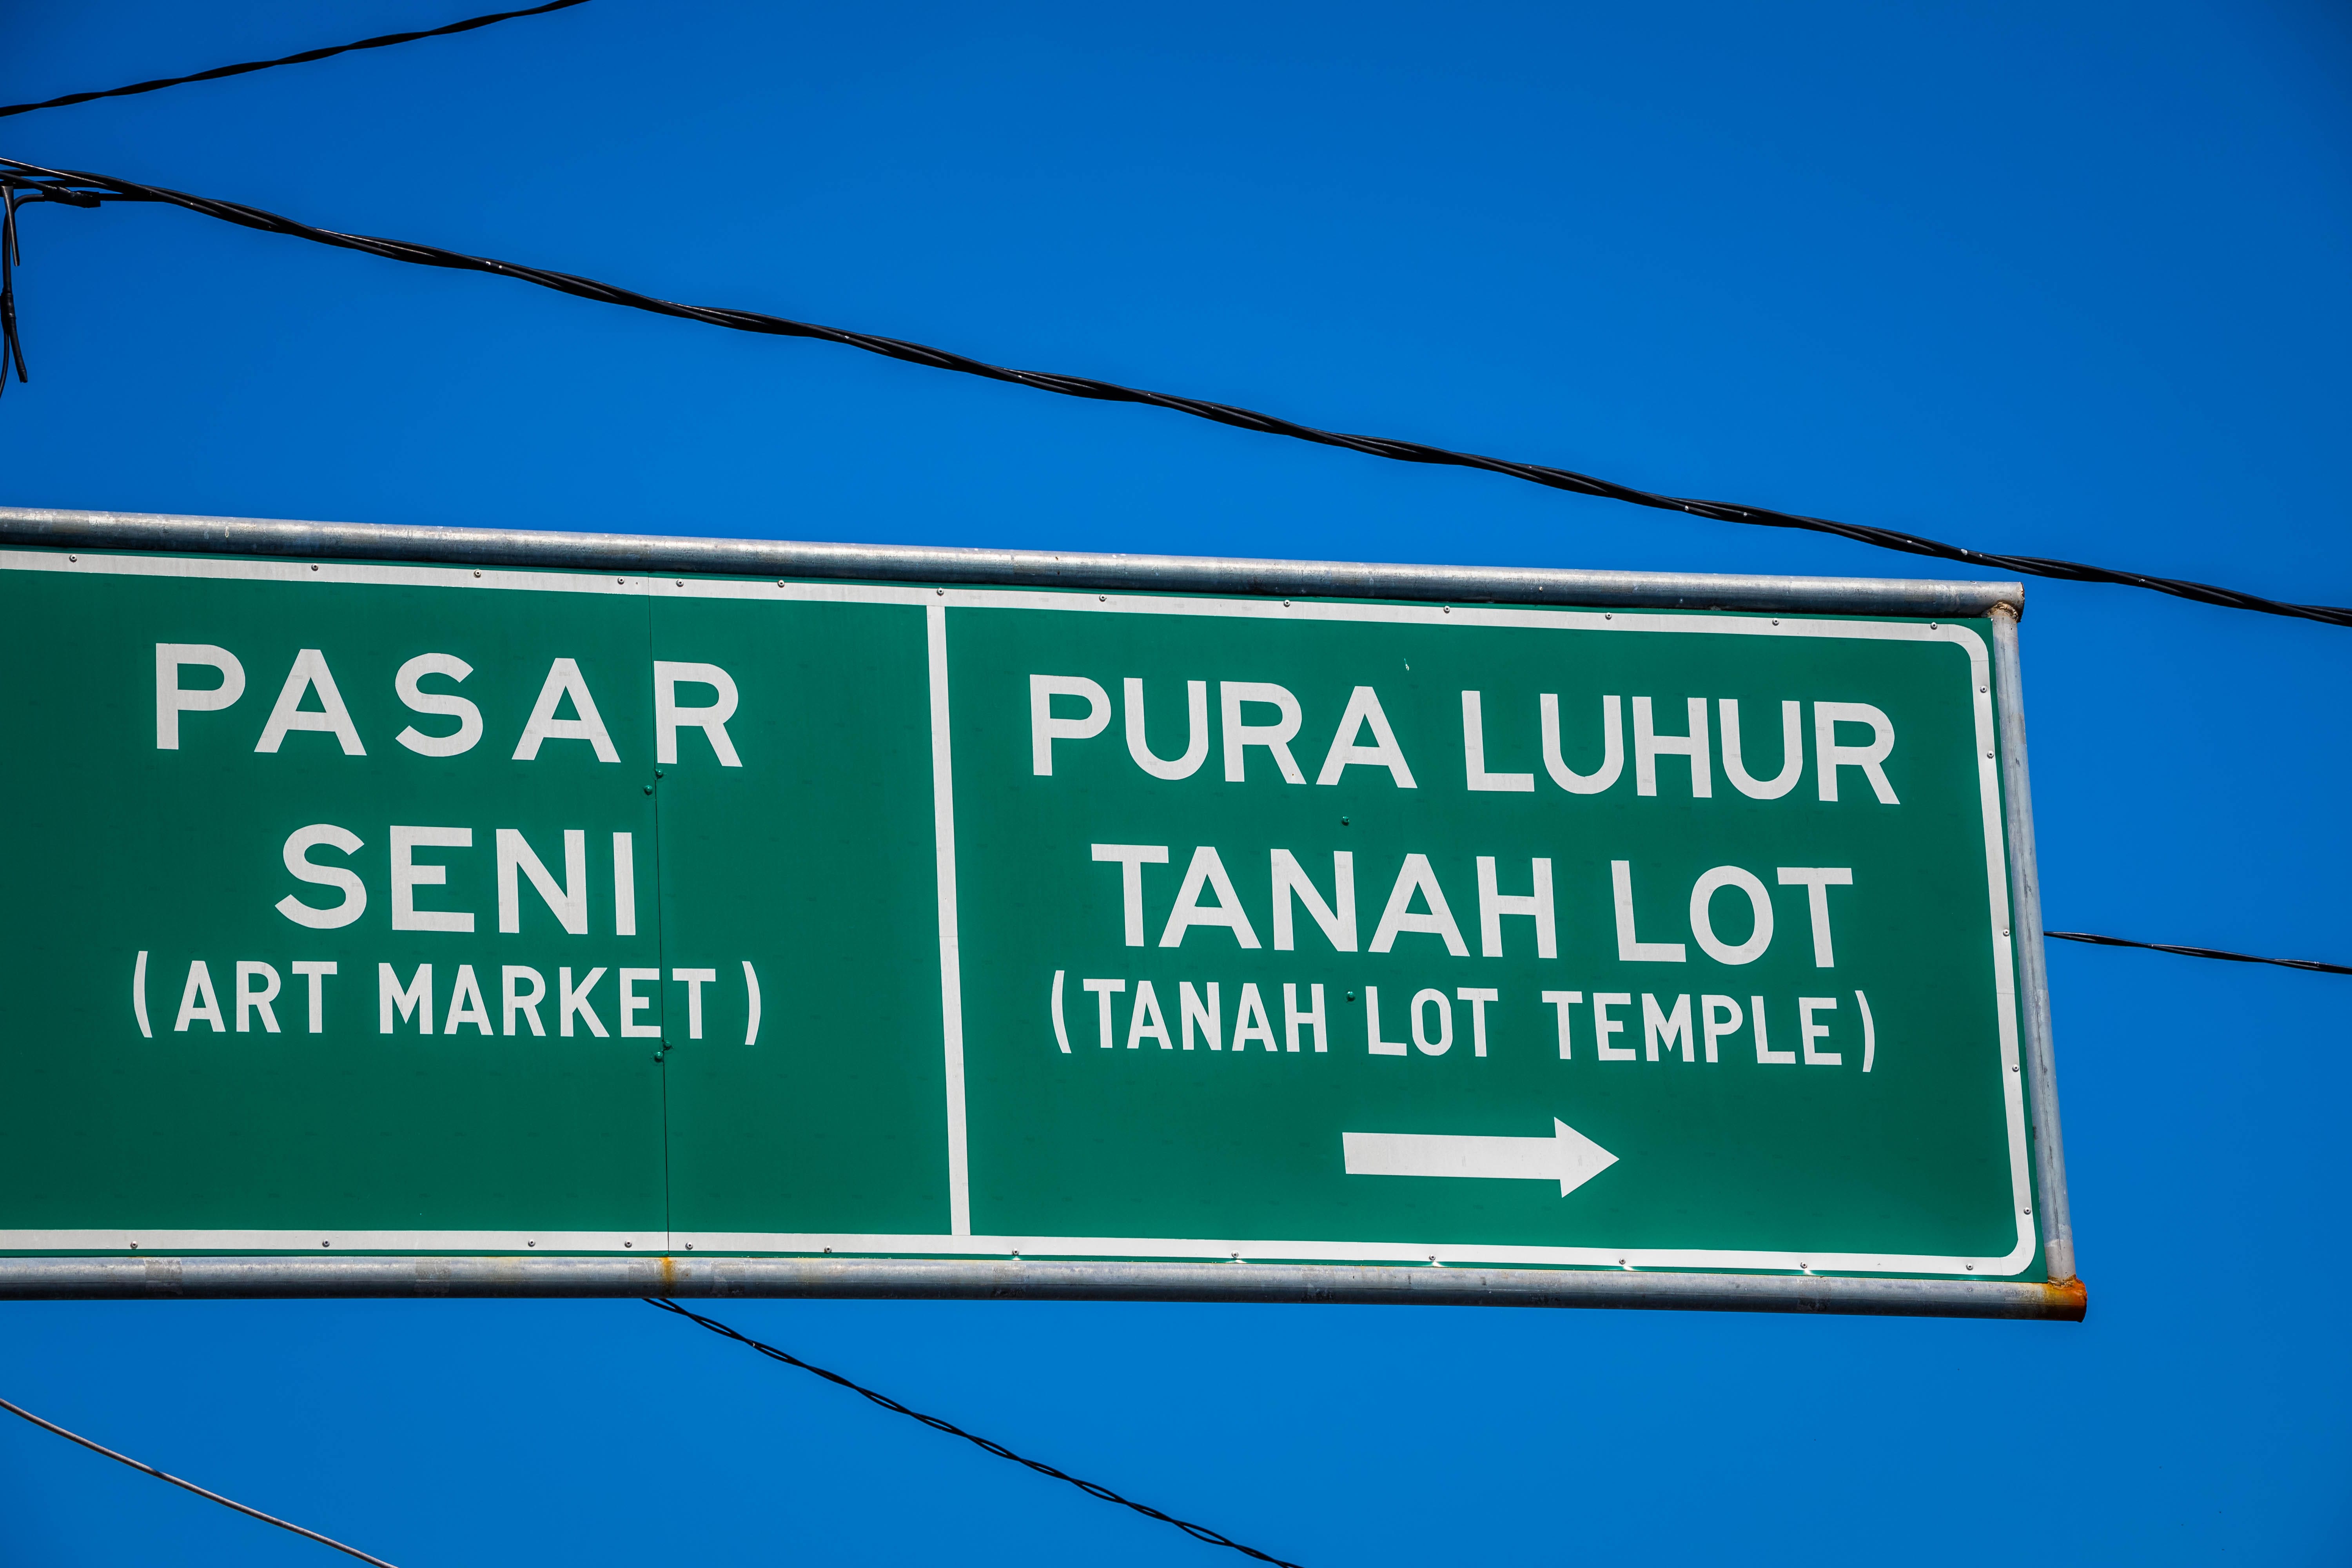 PASAR
SENI
(ART MARKET)
PURA LUHUR
TANAH LOT
(TANAH LOT TEMPLE)